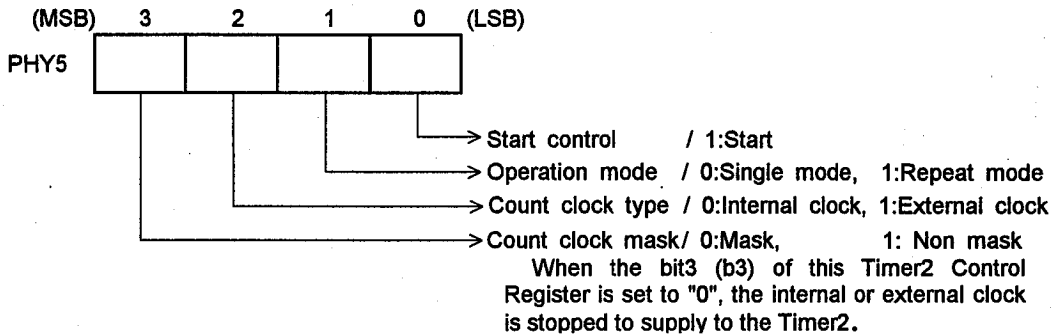 (MSB) 3 2 1 0 (LSB)
PHY5
Start control / 1:Start
Operation mode / 0:Single mode, 1:Repeat mode
Count clock type / 0:Internal clock, 1:External clock
Count clock mask/ 0:Mask, 1: Non mask
When the bit3 (b3) of this Timer2 Control
Register is set to "0", the internal or external clock
is stopped to supply to the Timer2.